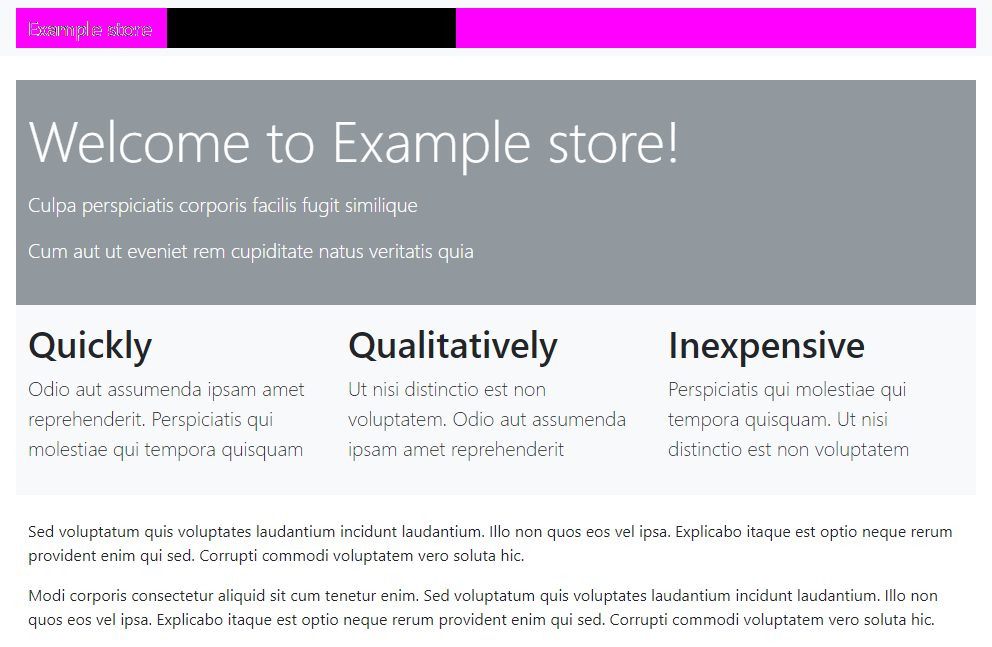 Example store
Welcome to Example store!
Culpa perspiciatis corporis facilis fugit similique
Cum aut ut eveniet rem cupiditate natus veritatis quia
Quickly
Odio aut assumenda ipsam amet
reprehenderit. Perspiciatis qui
molestiae qui tempora quisquam
Qualitatively
Ut nisi distinctio est non
voluptatem. Odio aut assumenda
ipsam amet reprehenderit
Inexpensive
Perspiciatis qui molestiae qui
tempora quisquam. Ut nisi
distinctio est non voluptatem
Sed voluptatum quis voluptates laudantium incidunt laudantium. Illo non quos eos vel ipsa. Explicabo itaque est optio neque rerum
provident enim qui sed. Corrupti commodi voluptatem vero soluta hic.
Modi corporis consectetur aliquid sit cum tenetur enim. Sed voluptatum quis voluptates laudantium incidunt laudantium. Illo non
quos eos vel ipsa. Explicabo itaque est optio neque rerum provident enim qui sed. Corrupti commodi voluptatem vero soluta hic.